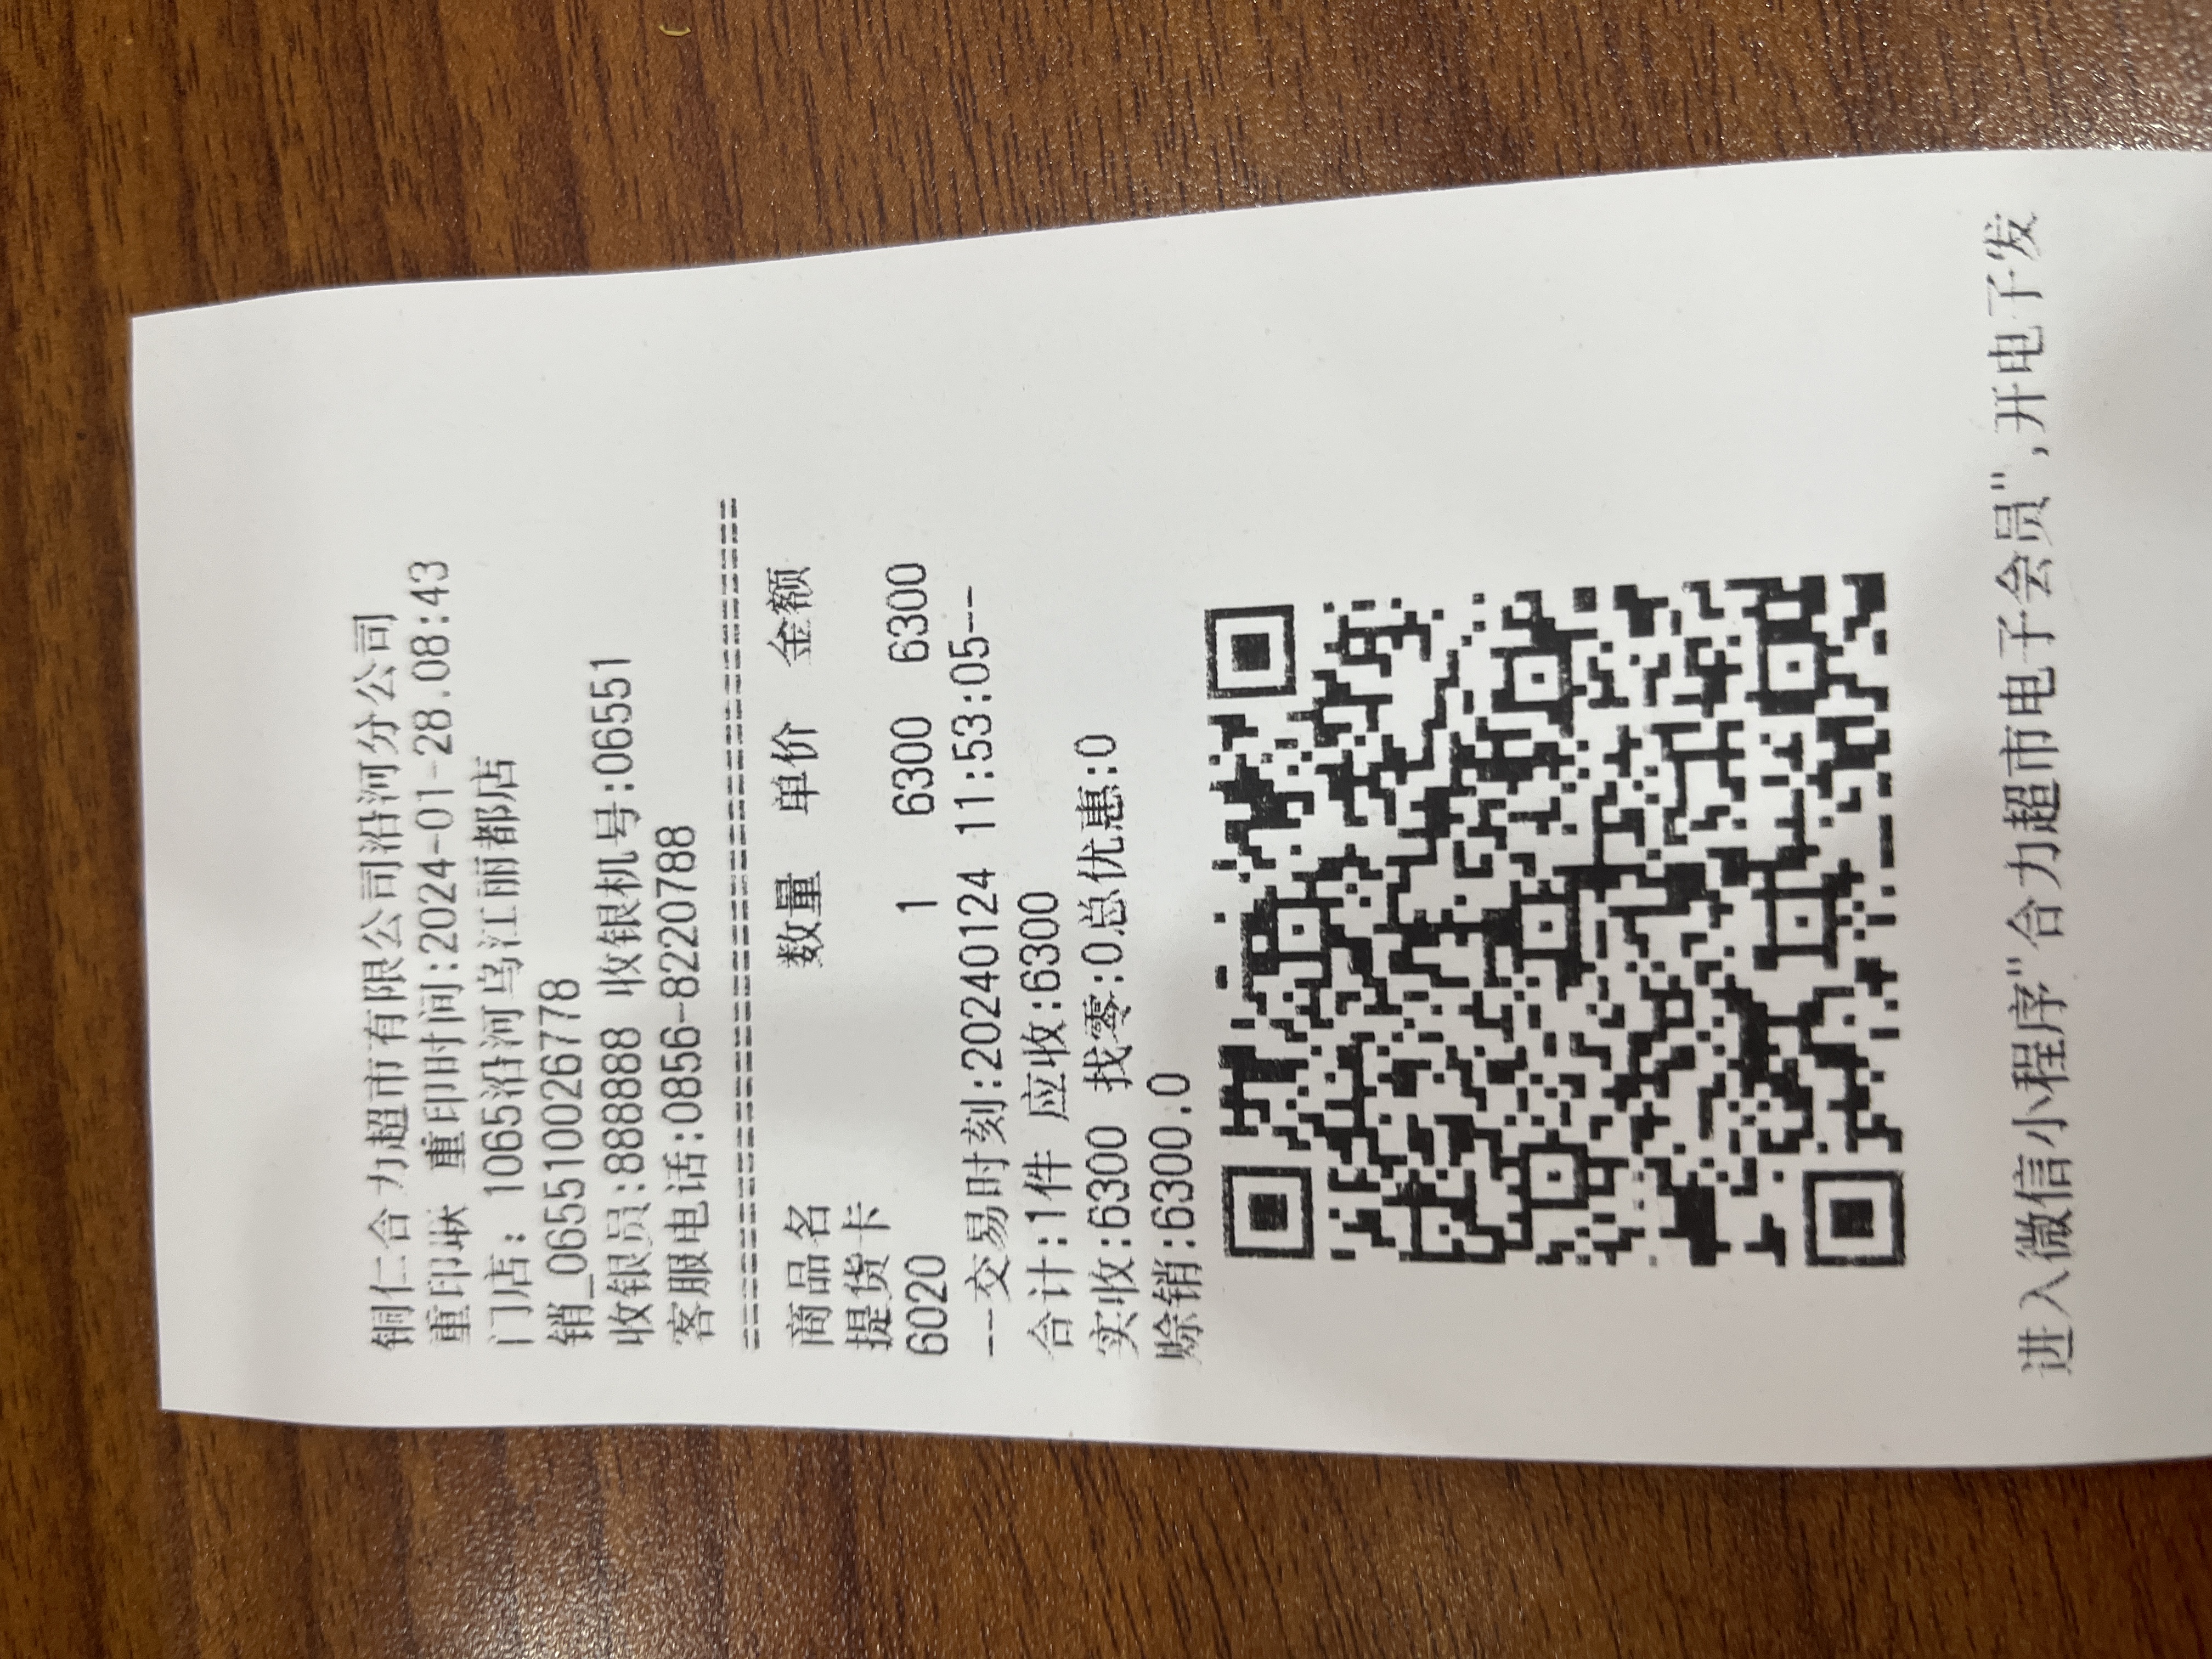 铜仁合力超市有限公司沿河分公司
重印联 重印时间:2024-01-28.08:43
门店: 1065沿河乌江丽都店
销_065510026778
收银员:888888 收银机号:06551
客服电话:0856-8220788
商品名 数量 单价 金额
提货卡
6020 1 6300 6300
--交易时刻:20240124 11:53:05--
合计:1件 应收:6300
实收:6300 找零:0总优惠:0
赊销:6300.0
进入微信小程序"合力超市电子会员",开电子发